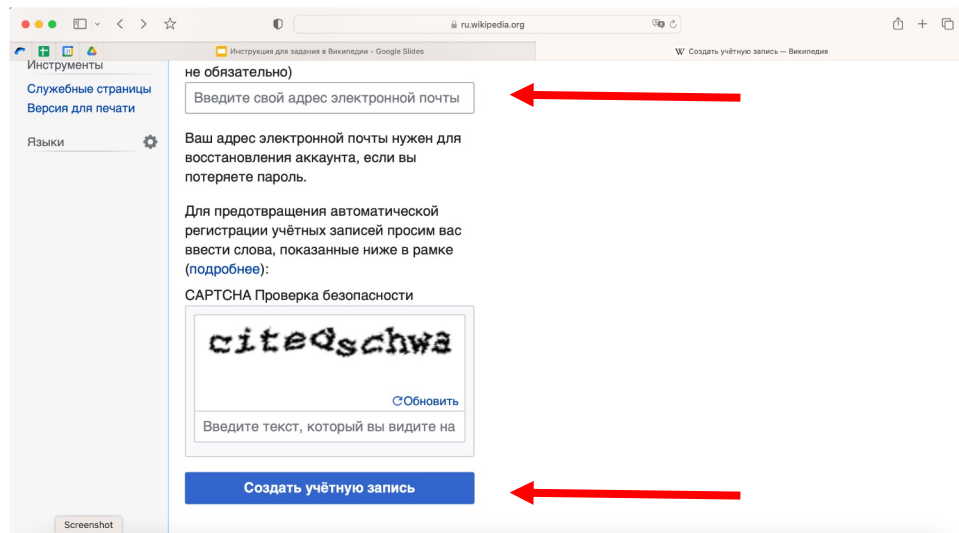 ru.wikipedia.org
Инструкция для задания в Википедии – Google Slides
W Создать учётную запись — Википедия
Инструменты
Служебные страницы
Версия для печати
Языки
не обязательно)
Введите свой адрес электронной почты
Ваш адрес электронной почты нужен для
восстановления аккаунта, если вы
потеряете пароль.
Для предотвращения автоматической
регистрации учётных записей просим вас
ввести слова, показанные ниже в рамке
(подробнее):
CAPTCHA Проверка безопасности
citedschwa
Обновить
Введите текст, который вы видите на
Создать учётную запись
Screenshot